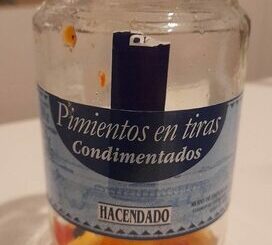 Pimientos en tiras
Condimentados
HACENDADO